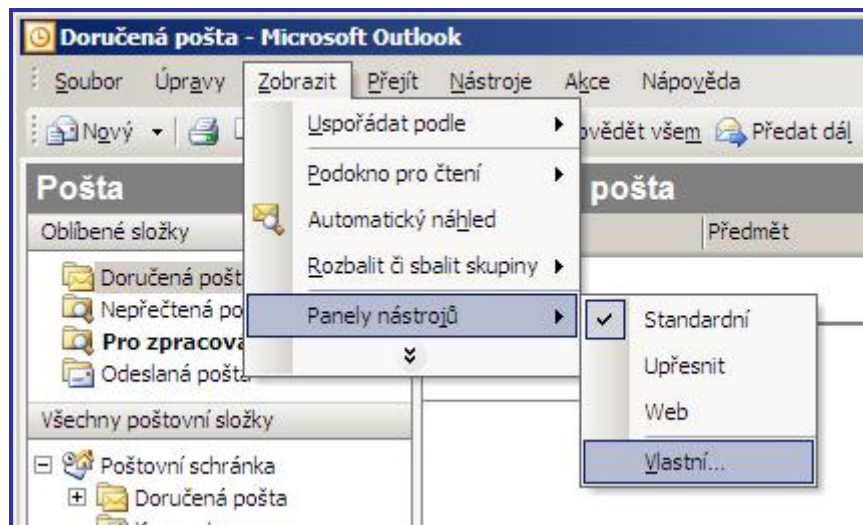 Doručená pošta - Microsoft Outlook
Soubor Úpravy Zobrazit Přejít Nástroje Akce Nápověda
Nový Předat dál
Uspořádat podle
Podokno pro čtení
Automatický náhled
Rozbalit či sbalit skupiny
Panely nástrojů
Standardní
Upřesnit
Web
Vlastní...
Pošta
pošta
Oblíbené složky
Předmět
Doručená pošt
Nepřečtená po
Pro zpracova
Odeslaná pošta
Všechny poštovní složky
Poštovní schránka
Doručená pošta